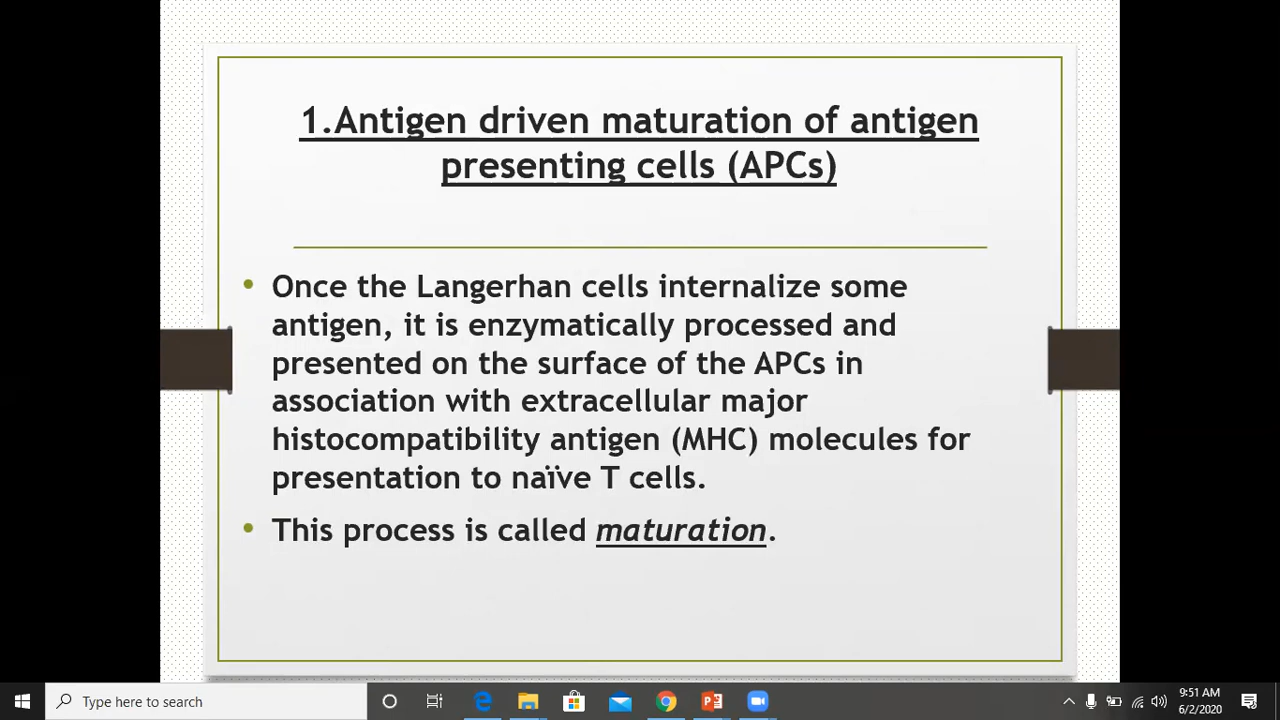 1.Antigen driven maturation of antigen
presenting cells (APCs)
• Once the Langerhan cells internalize some
antigen, it is enzymatically processed and
presented on the surface of the APCs in
association with extracellular major
histocompatibility antigen (MHC) molecules for
presentation to naïve T cells.
• This process is called maturation.
Type here to search
9:51 AM
6/2/2020